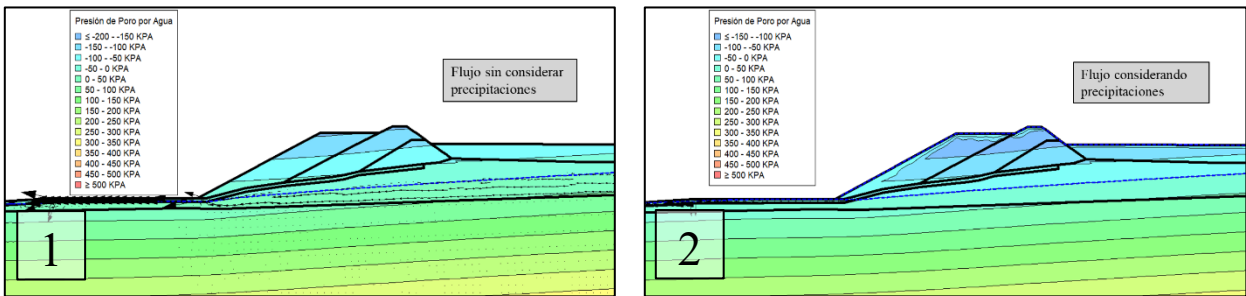 Presión de Poro por Agua
≤ -200 - -150 KPA
-150 - -100 KPA
-100 - -50 KPA
-50 - 0 KPA
0 - 50 KPA
50 - 100 KPA
100 - 150 KPA
150 - 200 KPA
200 - 250 KPA
250 - 300 KPA
300 - 350 KPA
350 - 400 KPA
400 - 450 KPA
450 - 500 KPA
≥ 500 KPA
Flujo sin considerar
precipitaciones
1
Presión de Poro por Agua
≤ -150 - -100 KPA
-100 - -50 KPA
-50 - 0 KPA
0 - 50 KPA
50 - 100 KPA
100 - 150 KPA
150 - 200 KPA
200 - 250 KPA
250 - 300 KPA
300 - 350 KPA
350 - 400 KPA
400 - 450 KPA
450 - 500 KPA
≥ 500 KPA
Flujo considerando
precipitaciones
2